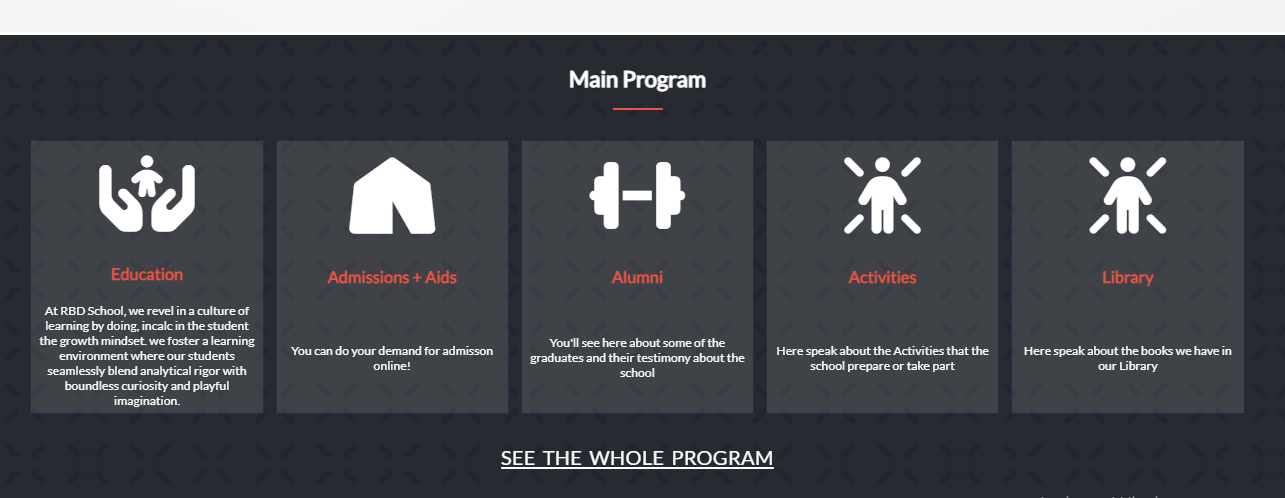 Main Program
Education
At RBD School, we revel in a culture of
learning by doing, incalc in the student
the growth mindset. we foster a learning
environment where our students
seamlessly blend analytical rigor with
boundless curiosity and playful
imagination.
Admissions + Aids
You can do your demand for admisson
online!
Alumni
You'll see here about some of the
graduates and their testimony about the
school
Activities
Here speak about the Activities that the
school prepare or take part
Library
Here speak about the books we have in
our Library
SEE THE WHOLE PROGRAM